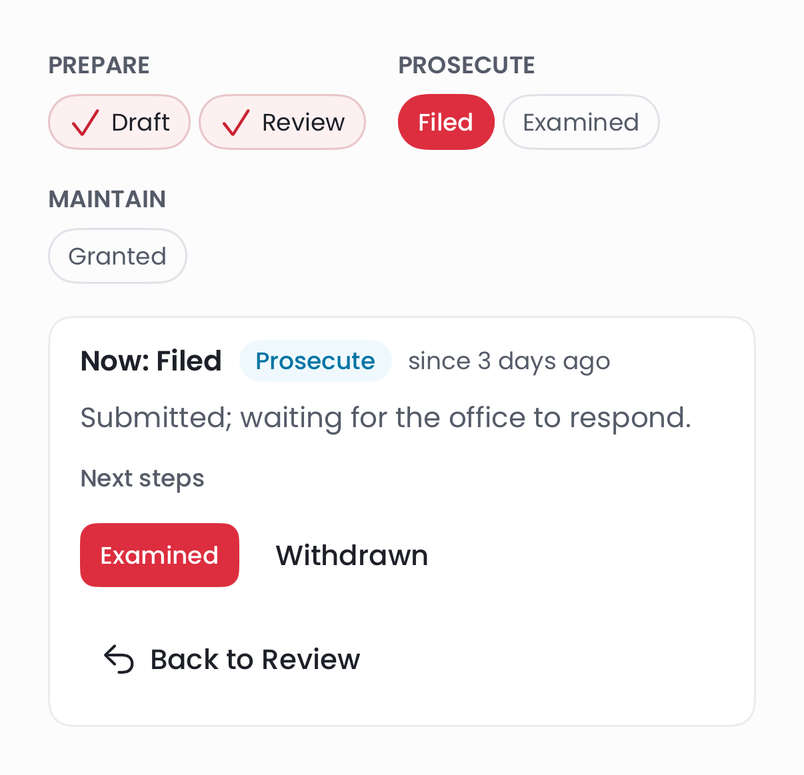 PREPARE PROSECUTE
Draft Review Filed Examined
MAINTAIN
Granted
Now: Filed Prosecute since 3 days ago
Submitted; waiting for the office to respond.
Next steps
Examined Withdrawn
Back to Review